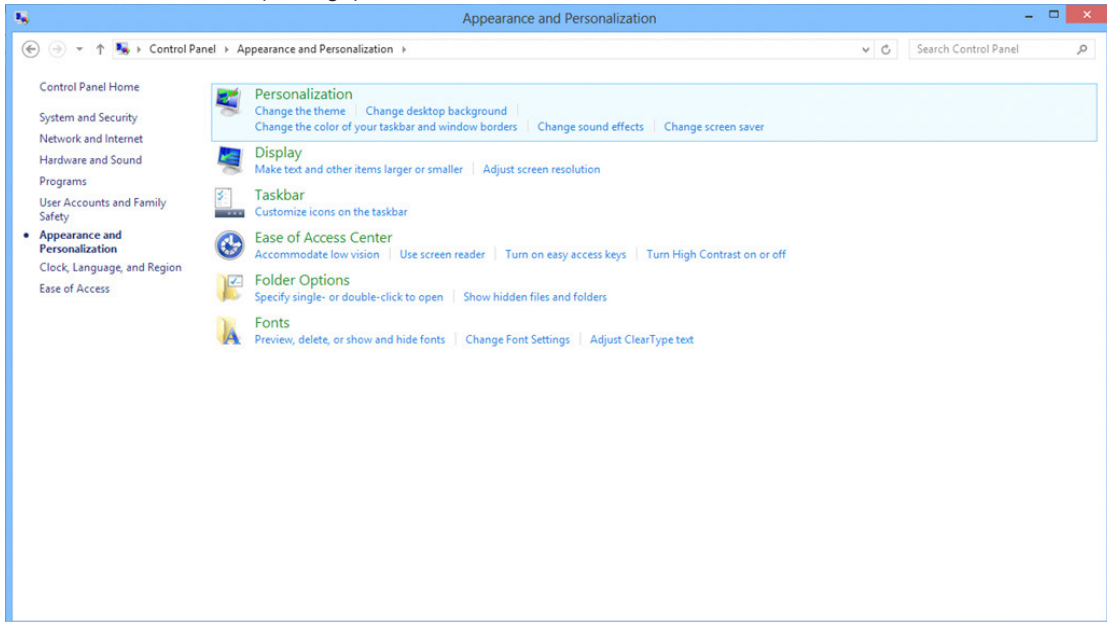 Appearance and Personalization
Control Panel Appearance and Personalization
Search Control Panel
Control Panel Home
System and Security
Network and Internet
Hardware and Sound
Programs
User Accounts and Family
Safety
Appearance and
Personalization
Clock, Language, and Region
Ease of Access
Personalization
Change the theme Change desktop background
Change the color of your taskbar and window borders Change sound effects Change screen saver
Display
Make text and other items larger or smaller Adjust screen resolution
Taskbar
Customize icons on the taskbar
Ease of Access Center
Accommodate low vision Use screen reader Turn on easy access keys Turn High Contrast on or off
Folder Options
Specify single- or double-click to open Show hidden files and folders
Fonts
Preview, delete, or show and hide fonts Change Font Settings Adjust ClearType text